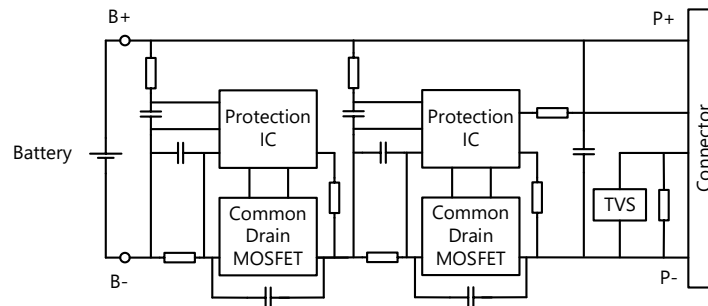 B+
P+
Protection
IC
Protection
IC
Battery
Connector
TVS
Common
Drain
MOSFET
Common
Drain
MOSFET
B-
P-